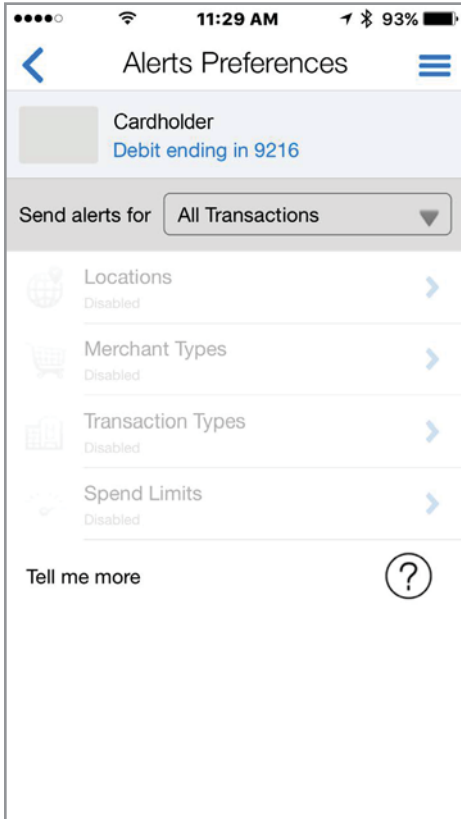 11:29 AM 93%
Alerts Preferences
Cardholder
Debit ending in 9216
Send alerts for All Transactions
Locations
Disabled
Merchant Types
Disabled
Transaction Types
Disabled
Spend Limits
Disabled
Tell me more ?